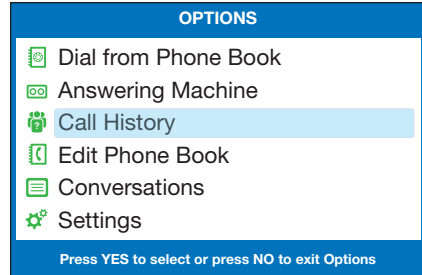 OPTIONS
Dial from Phone Book
Answering Machine
Call History
Edit Phone Book
Conversations
Settings
Press YES to select or press NO to exit Options